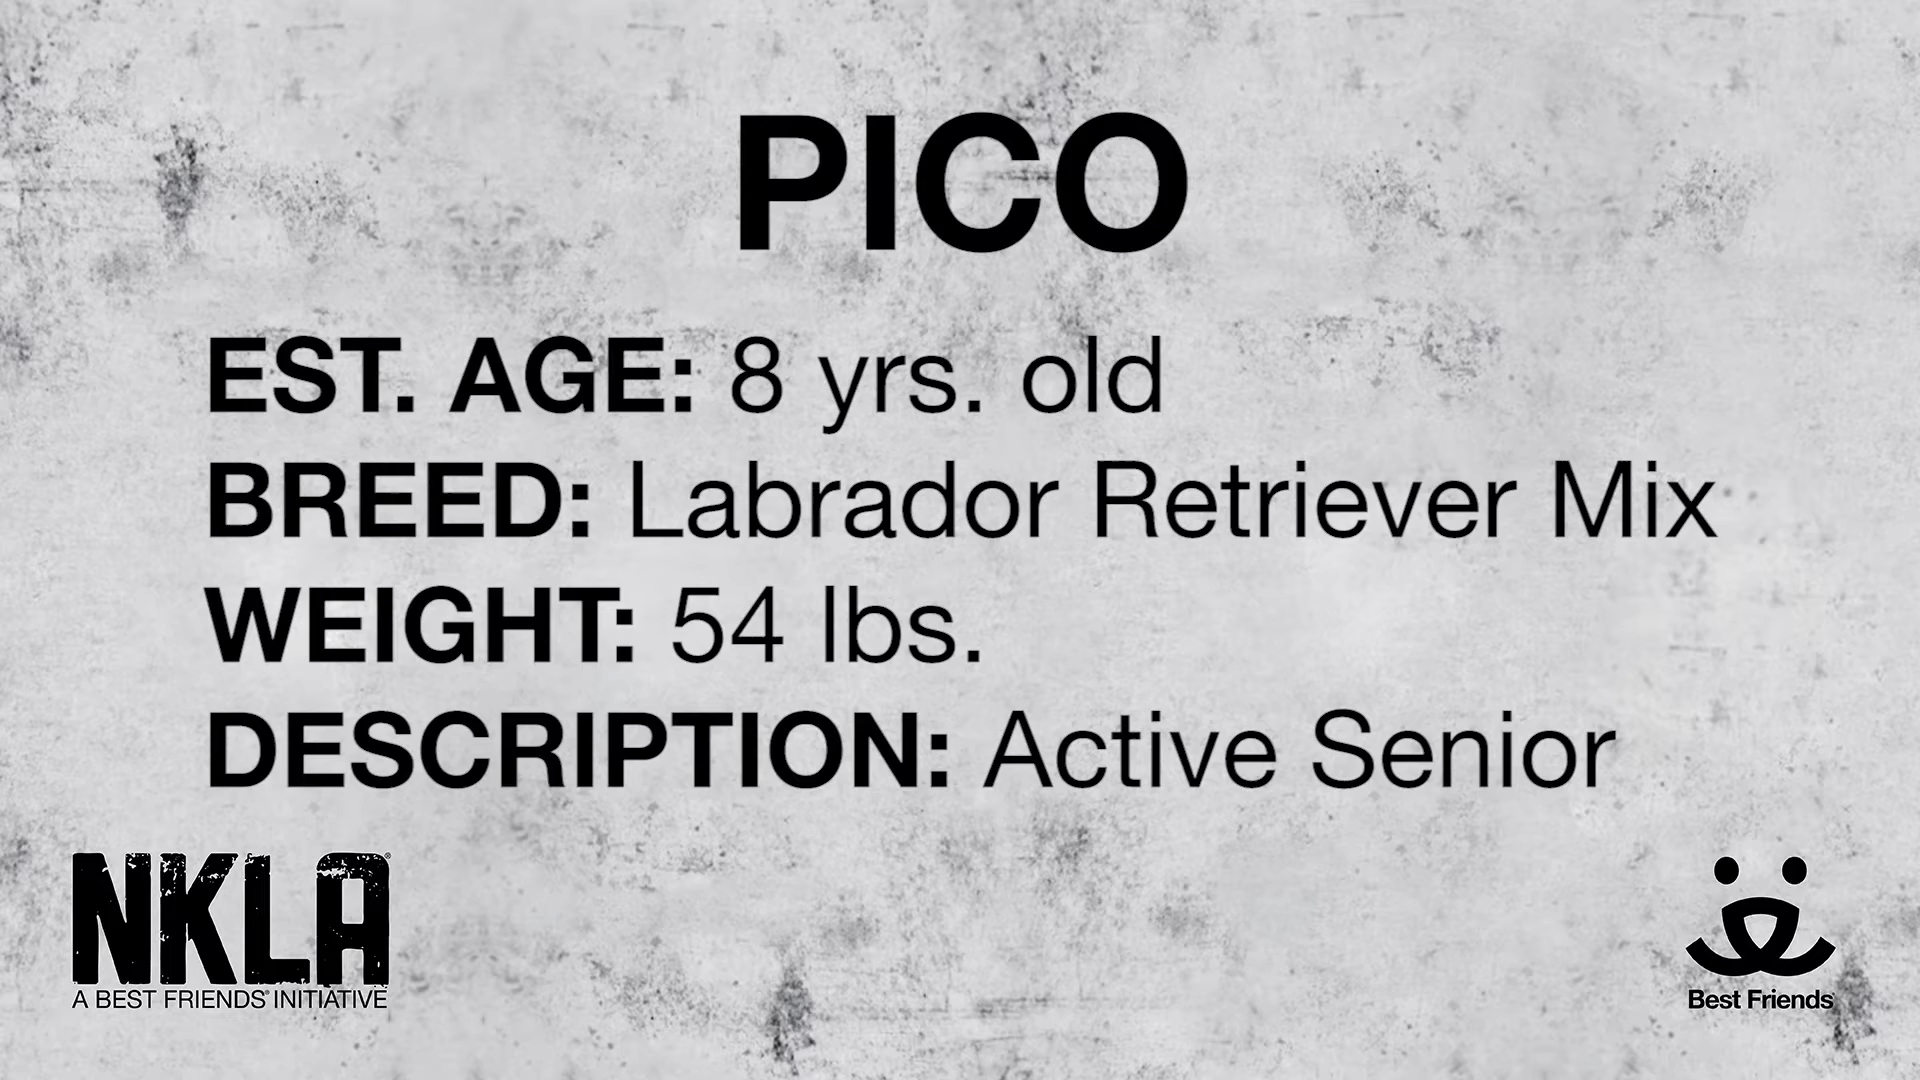 PICO
EST. AGE: 8 yrs. old
BREED: Labrador Retriever Mix
WEIGHT: 54 lbs.
DESCRIPTION: Active Senior
NKLA®
A BEST FRIENDS® INITIATIVE
Best Friends